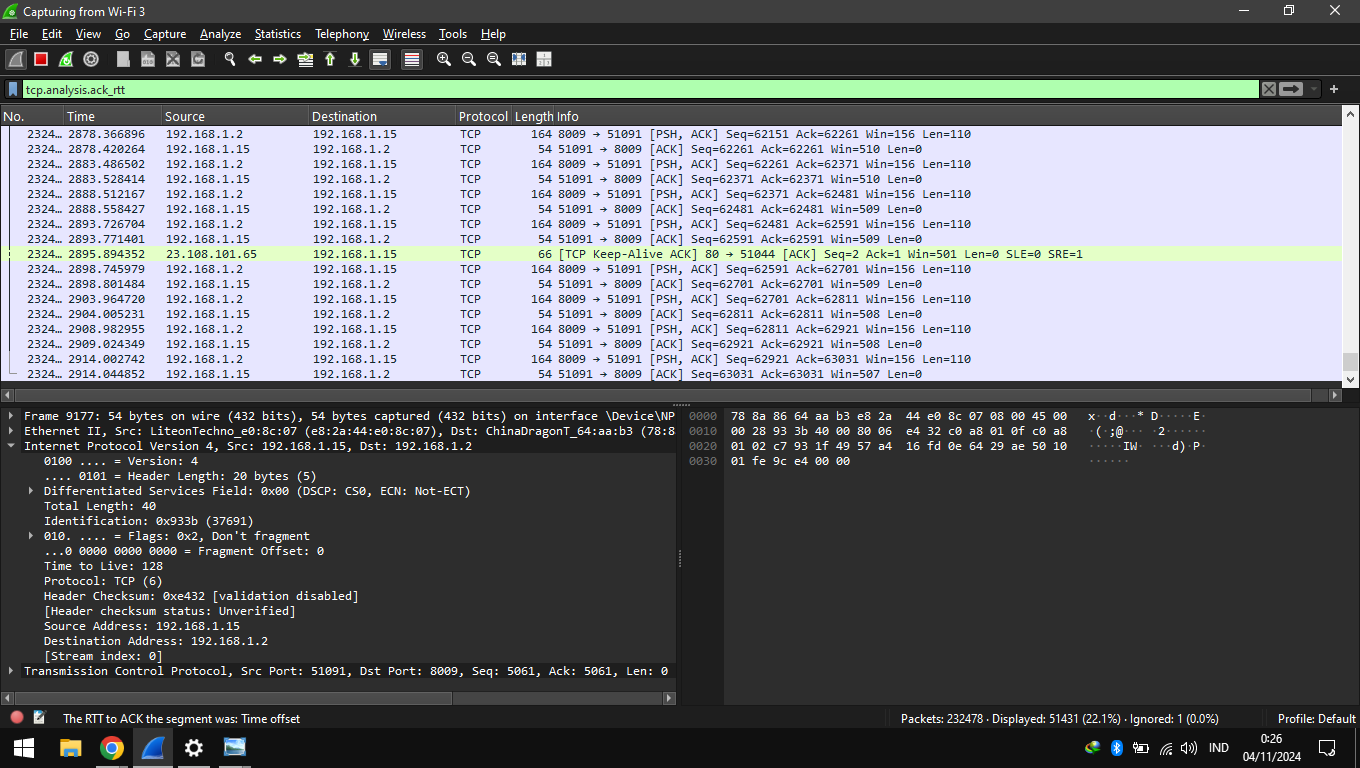 Capturing from Wi-Fi 3
File Edit View Go Capture Analyze Statistics Telephony Wireless Tools Help
tcp.analysis.ack_rtt
No. Time Source Destination Protocol Length Info
2324… 2878.366896 192.168.1.2 192.168.1.15 TCP 164 8009 → 51091 [PSH, ACK] Seq=62151 Ack=62261 Win=156 Len=110
2324… 2878.420264 192.168.1.15 192.168.1.2 TCP 54 51091 → 8009 [ACK] Seq=62261 Ack=62261 Win=510 Len=0
2324… 2883.486502 192.168.1.2 192.168.1.15 TCP 164 8009 → 51091 [PSH, ACK] Seq=62261 Ack=62371 Win=156 Len=110
2324… 2883.528414 192.168.1.15 192.168.1.2 TCP 54 51091 → 8009 [ACK] Seq=62371 Ack=62371 Win=510 Len=0
2324… 2888.512167 192.168.1.2 192.168.1.15 TCP 164 8009 → 51091 [PSH, ACK] Seq=62371 Ack=62481 Win=156 Len=110
2324… 2888.558427 192.168.1.15 192.168.1.2 TCP 54 51091 → 8009 [ACK] Seq=62481 Ack=62481 Win=509 Len=0
2324… 2893.726704 192.168.1.2 192.168.1.15 TCP 164 8009 → 51091 [PSH, ACK] Seq=62481 Ack=62591 Win=156 Len=110
2324… 2893.771401 192.168.1.15 192.168.1.2 TCP 54 51091 → 8009 [ACK] Seq=62591 Ack=62591 Win=509 Len=0
2324… 2895.894352 23.108.101.65 192.168.1.15 TCP 66 [TCP Keep-Alive ACK] 80 → 51044 [ACK] Seq=2 Ack=1 Win=501 Len=0 SLE=0 SRE=1
2324… 2898.745979 192.168.1.2 192.168.1.15 TCP 164 8009 → 51091 [PSH, ACK] Seq=62591 Ack=62701 Win=156 Len=110
2324… 2898.801484 192.168.1.15 192.168.1.2 TCP 54 51091 → 8009 [ACK] Seq=62701 Ack=62701 Win=509 Len=0
2324… 2903.964720 192.168.1.2 192.168.1.15 TCP 164 8009 → 51091 [PSH, ACK] Seq=62701 Ack=62811 Win=156 Len=110
2324… 2904.005231 192.168.1.15 192.168.1.2 TCP 54 51091 → 8009 [ACK] Seq=62811 Ack=62811 Win=508 Len=0
2324… 2908.982955 192.168.1.2 192.168.1.15 TCP 164 8009 → 51091 [PSH, ACK] Seq=62811 Ack=62921 Win=156 Len=110
2324… 2909.024349 192.168.1.15 192.168.1.2 TCP 54 51091 → 8009 [ACK] Seq=62921 Ack=62921 Win=508 Len=0
2324… 2914.002742 192.168.1.2 192.168.1.15 TCP 164 8009 → 51091 [PSH, ACK] Seq=62921 Ack=63031 Win=156 Len=110
2324… 2914.044852 192.168.1.15 192.168.1.2 TCP 54 51091 → 8009 [ACK] Seq=63031 Ack=63031 Win=507 Len=0
Frame 9177: 54 bytes on wire (432 bits), 54 bytes captured (432 bits) on interface \Device\NP
Ethernet II, Src: LiteonTechno_e0:8c:07 (e8:2a:44:e0:8c:07), Dst: ChinaDragonT_64:aa:b3 (78:8
Internet Protocol Version 4, Src: 192.168.1.15, Dst: 192.168.1.2
0100 .... = Version: 4
.... 0101 = Header Length: 20 bytes (5)
Differentiated Services Field: 0x00 (DSCP: CS0, ECN: Not-ECT)
Total Length: 40
Identification: 0x933b (37691)
010. .... = Flags: 0x2, Don't fragment
...0 0000 0000 0000 = Fragment Offset: 0
Time to Live: 128
Protocol: TCP (6)
Header Checksum: 0xe432 [validation disabled]
[Header checksum status: Unverified]
Source Address: 192.168.1.15
Destination Address: 192.168.1.2
[Stream index: 0]
Transmission Control Protocol, Src Port: 51091, Dst Port: 8009, Seq: 5061, Ack: 5061, Len: 0
0000 78 8a 86 64 aa b3 e8 2a 44 e0 8c 07 08 00 45 00 x··d···* D·····E·
0010 00 28 93 3b 40 00 80 06 e4 32 c0 a8 01 0f c0 a8 ·(·;@··· ·2······
0020 01 02 c7 93 1f 49 57 a4 16 fd 0e 64 29 ae 50 10 ·····IW· ···d)·P·
0030 01 fe 9c e4 00 00 ······
The RTT to ACK the segment was: Time offset
Packets: 232478 · Displayed: 51431 (22.1%) · Ignored: 1 (0.0%)
Profile: Default
IND
0:26
04/11/2024